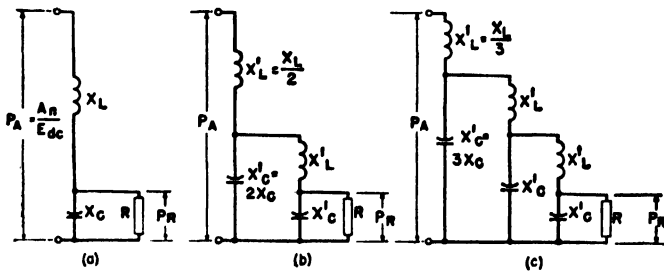 P_A = A_n / E_dc
X_L
X_C
R
P_R
(a)
P_A
X'_L = X_L / 2
X'_L
X'_C =
2X_C
X'_C
R
P_R
(b)
P_A
X'_L = X_L / 3
X'_L
X'_L
X'_C =
3X_C
X'_C
X'_C
R
P_R
(c)